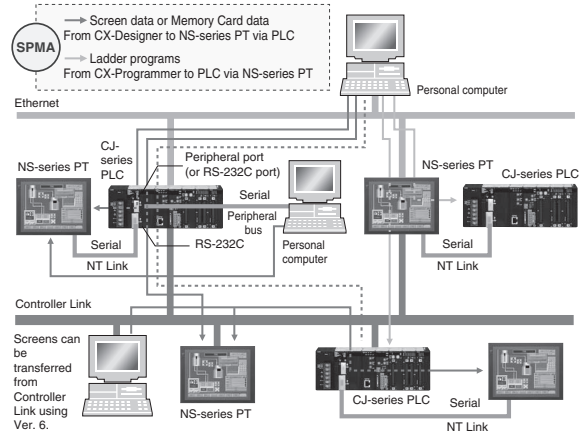 SPMA
Screen data or Memory Card data
From CX-Designer to NS-series PT via PLC
Ladder programs
From CX-Programmer to PLC via NS-series PT
Personal computer
Ethernet
CJ-
series
PLC
NS-series PT
Peripheral port
(or RS-232C port)
Serial
Peripheral
bus
RS-232C
Personal
computer
Serial
NT Link
NS-series PT
CJ-series PLC
Serial
NT Link
Controller Link
Screens can
be
transferred
from
Controller
Link using
Ver. 6.
NS-series PT
CJ-series PLC
Serial
NT Link
NS-series PT